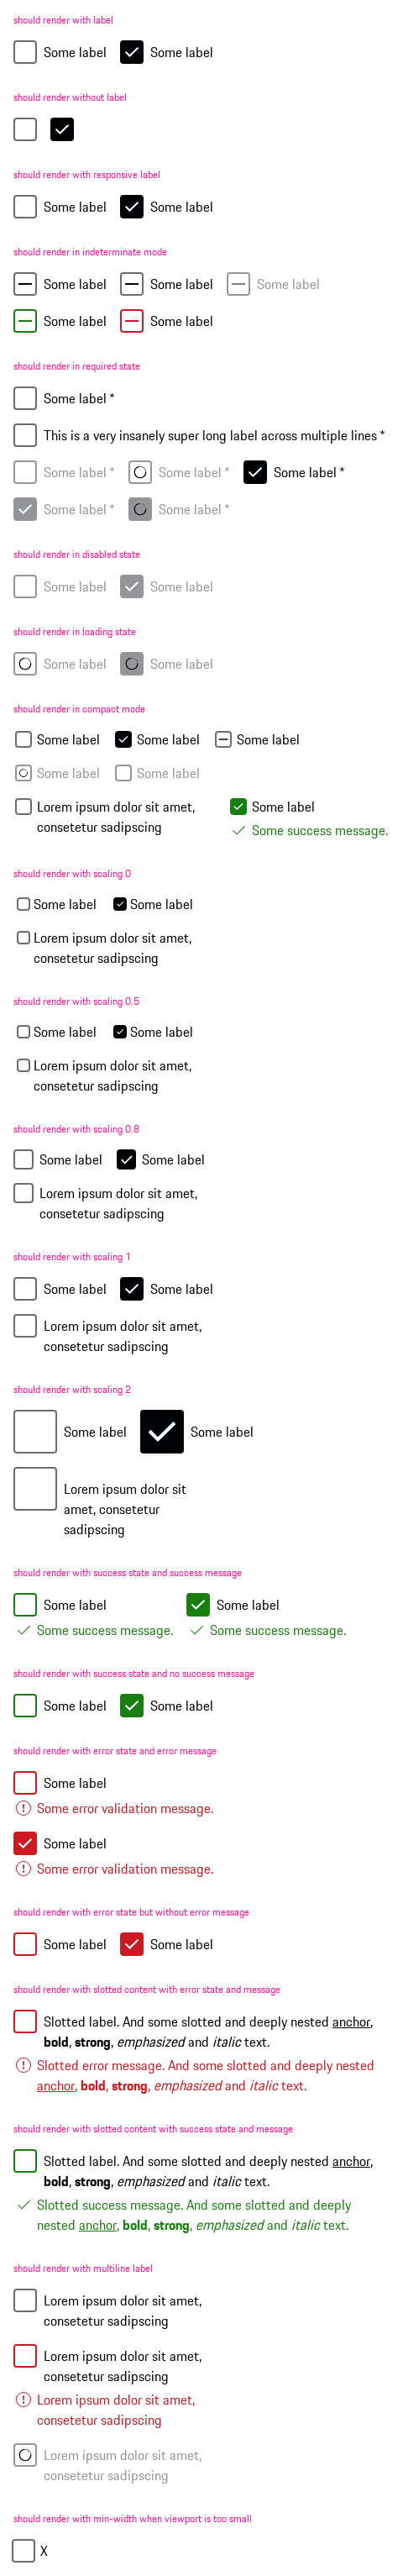 should render with label
Some label Some label
should render without label
should render with responsive label
Some label Some label
should render in indeterminate mode
Some label Some label Some label
Some label Some label
should render in required state
Some label *
This is a very insanely super long label across multiple lines *
Some label * Some label * Some label *
Some label * Some label *
should render in disabled state
Some label Some label
should render in loading state
Some label Some label
should render in compact mode
Some label Some label Some label
Some label Some label
Lorem ipsum dolor sit amet,
consetetur sadipscing
Some label
Some success message.
should render with scaling 0
Some label Some label
Lorem ipsum dolor sit amet,
consetetur sadipscing
should render with scaling 0.5
Some label Some label
Lorem ipsum dolor sit amet,
consetetur sadipscing
should render with scaling 0.8
Some label Some label
Lorem ipsum dolor sit amet,
consetetur sadipscing
should render with scaling 1
Some label Some label
Lorem ipsum dolor sit amet,
consetetur sadipscing
should render with scaling 2
Some label Some label
Lorem ipsum dolor sit
amet, consetetur
sadipscing
should render with success state and success message
Some label Some label
Some success message. Some success message.
should render with success state and no success message
Some label Some label
should render with error state and error message
Some label
Some error validation message.
Some label
Some error validation message.
should render with error state but without error message
Some label Some label
should render with slotted content with error state and message
Slotted label. And some slotted and deeply nested anchor,
bold, strong, emphasized and italic text.
Slotted error message. And some slotted and deeply nested
anchor, bold, strong, emphasized and italic text.
should render with slotted content with success state and message
Slotted label. And some slotted and deeply nested anchor,
bold, strong, emphasized and italic text.
Slotted success message. And some slotted and deeply
nested anchor, bold, strong, emphasized and italic text.
should render with multiline label
Lorem ipsum dolor sit amet,
consetetur sadipscing
Lorem ipsum dolor sit amet,
consetetur sadipscing
Lorem ipsum dolor sit amet,
consetetur sadipscing
Lorem ipsum dolor sit amet,
consetetur sadipscing
should render with min-width when viewport is too small
X